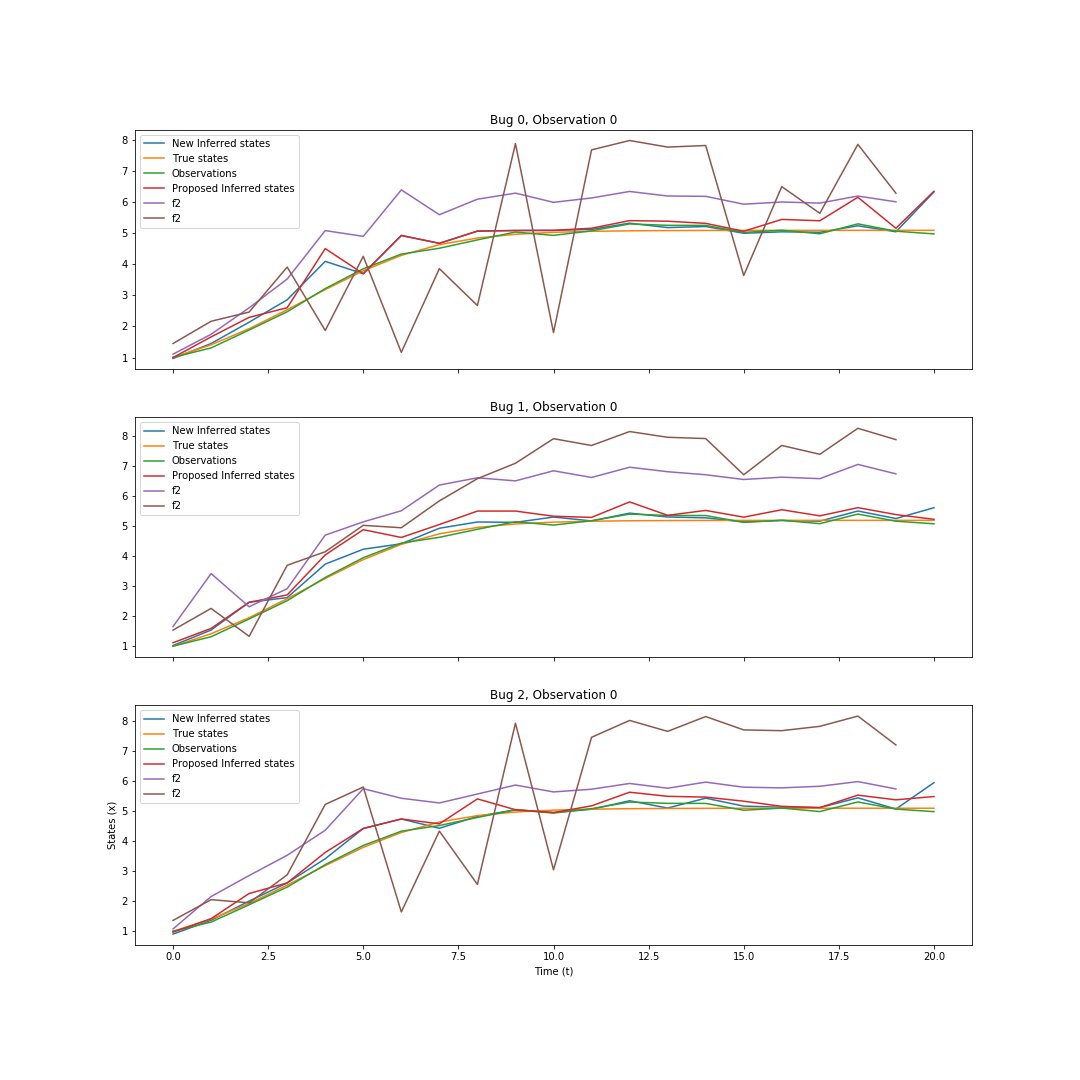 Bug 0, Observation 0
New Inferred states
True states
Observations
Proposed Inferred states
f2
f2
8
7
6
5
4
3
2
1
Bug 1, Observation 0
New Inferred states
True states
Observations
Proposed Inferred states
f2
f2
8
7
6
5
4
3
2
1
Bug 2, Observation 0
New Inferred states
True states
Observations
Proposed Inferred states
f2
f2
8
7
6
5
4
3
2
1
States (x)
0.0 2.5 5.0 7.5 10.0 12.5 15.0 17.5 20.0
Time (t)